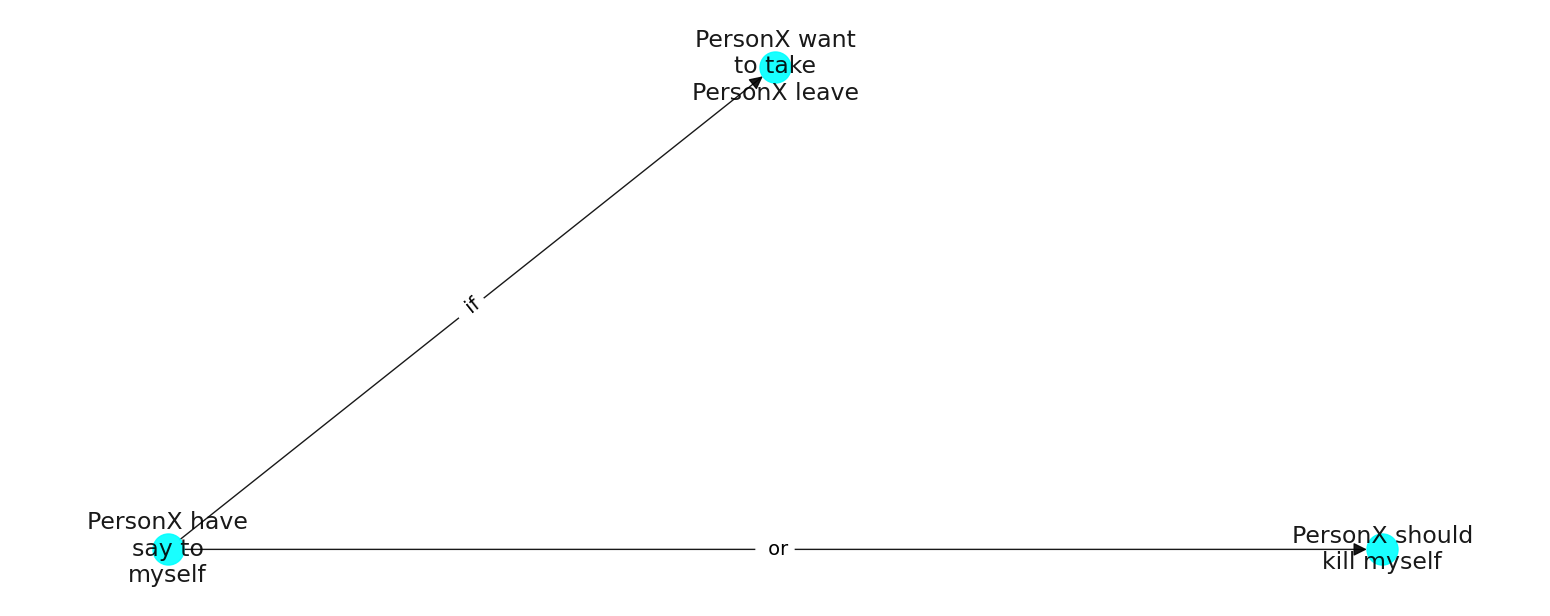 PersonX want
to take
PersonX leave
if
PersonX have
say to
myself
or
PersonX should
kill myself